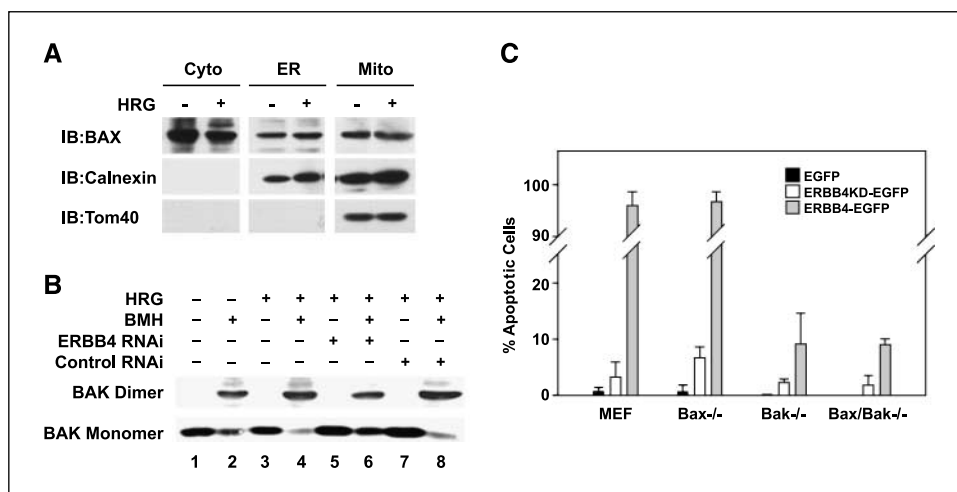 A
Cyto ER Mito
HRG - + - + - +
IB:BAX
IB:Calnexin
IB:Tom40
B
HRG – – + + + + + +
BMH – + – + – + – +
ERBB4 RNAi – – – – + + – –
Control RNAi – – – – – – + +
BAK Dimer
BAK Monomer
1 2 3 4 5 6 7 8
C
EGFP
ERBB4KD-EGFP
ERBB4-EGFP
% Apoptotic Cells
100
90
20
10
0
MEF Bax-/- Bak-/- Bax/Bak-/-